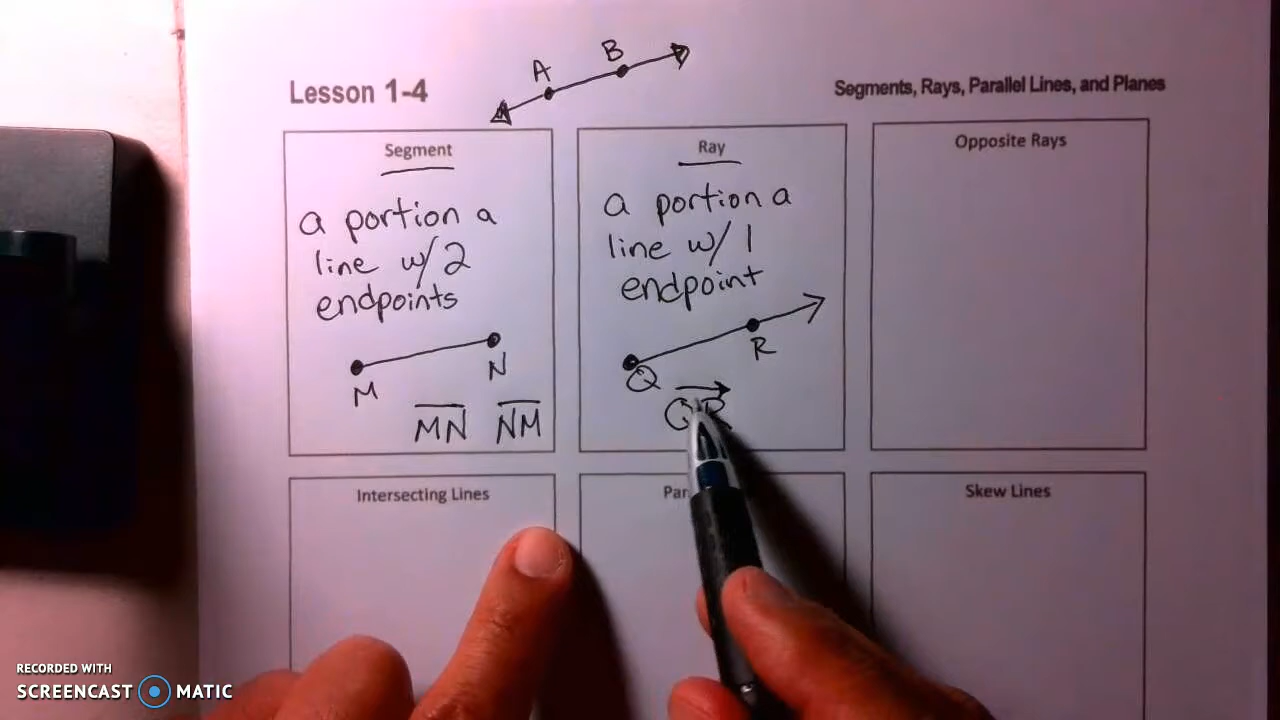 A B
Lesson 1-4
Segments, Rays, Parallel Lines, and Planes
Segment
a portion a
line w/2
endpoints
M N
MN NM
Ray
a portion a
line w/1
endpoint
Q R
QR
Opposite Rays
Intersecting Lines
Skew Lines
RECORDED WITH
SCREENCAST MATIC